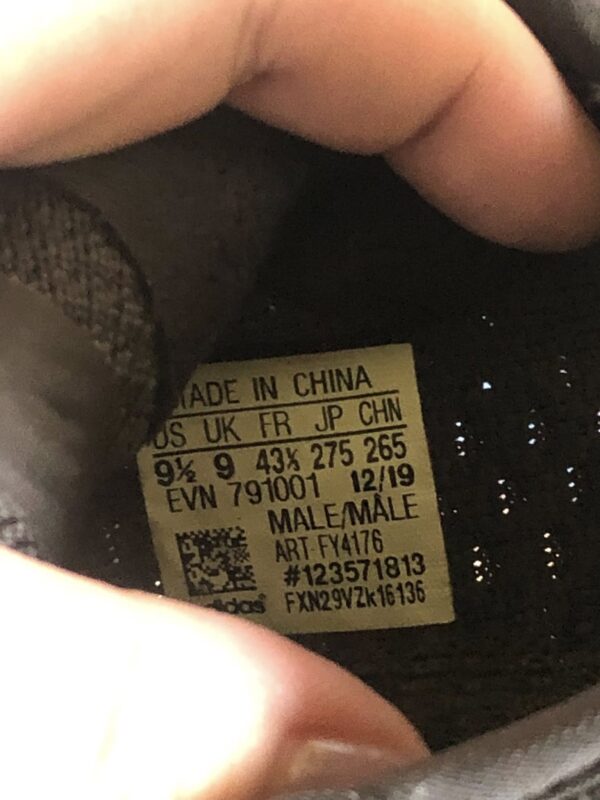 MADE IN CHINA
US UK FR JP CHN
9½ 9 43⅓ 275 265
EVN 791001 12/19
MALE/MÂLE
ART FY4176
#123571813
FXN29VZk16136
adidas